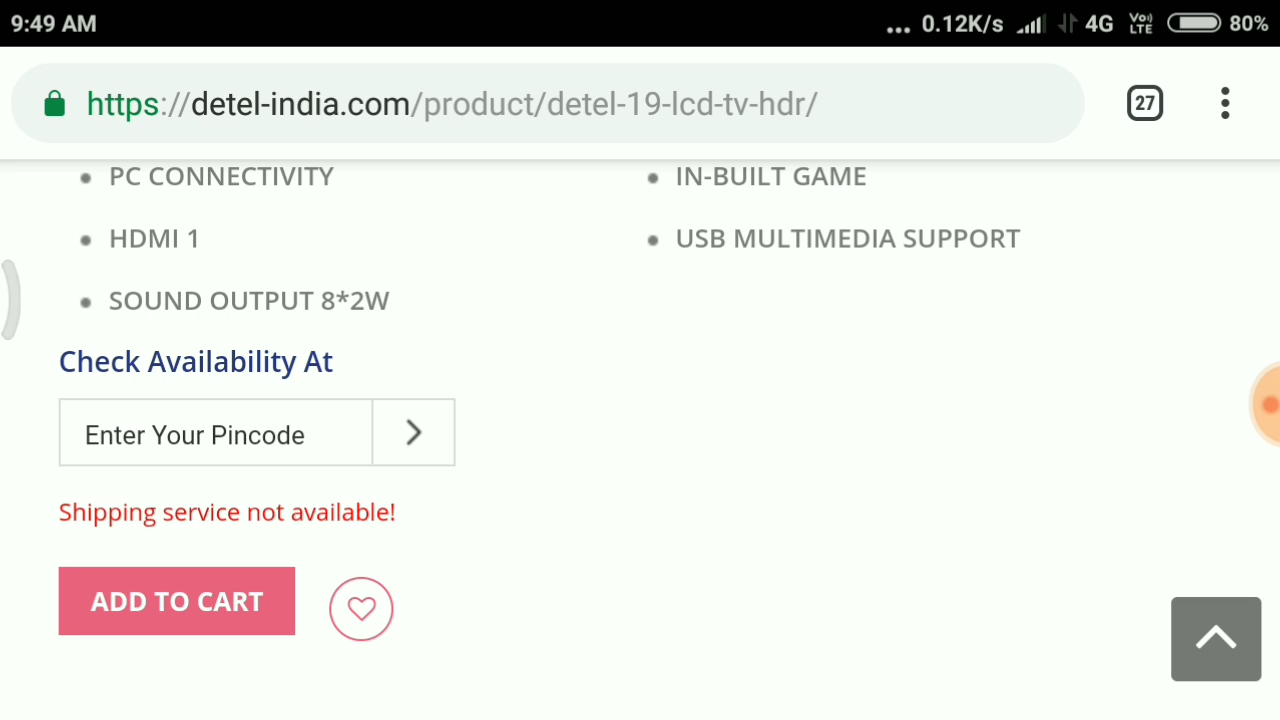 9:49 AM
... 0.12K/s 4G Vo) LTE 80%
https://detel-india.com/product/detel-19-lcd-tv-hdr/
27
PC CONNECTIVITY
IN-BUILT GAME
HDMI 1
USB MULTIMEDIA SUPPORT
SOUND OUTPUT 8*2W
Check Availability At
Enter Your Pincode
Shipping service not available!
ADD TO CART